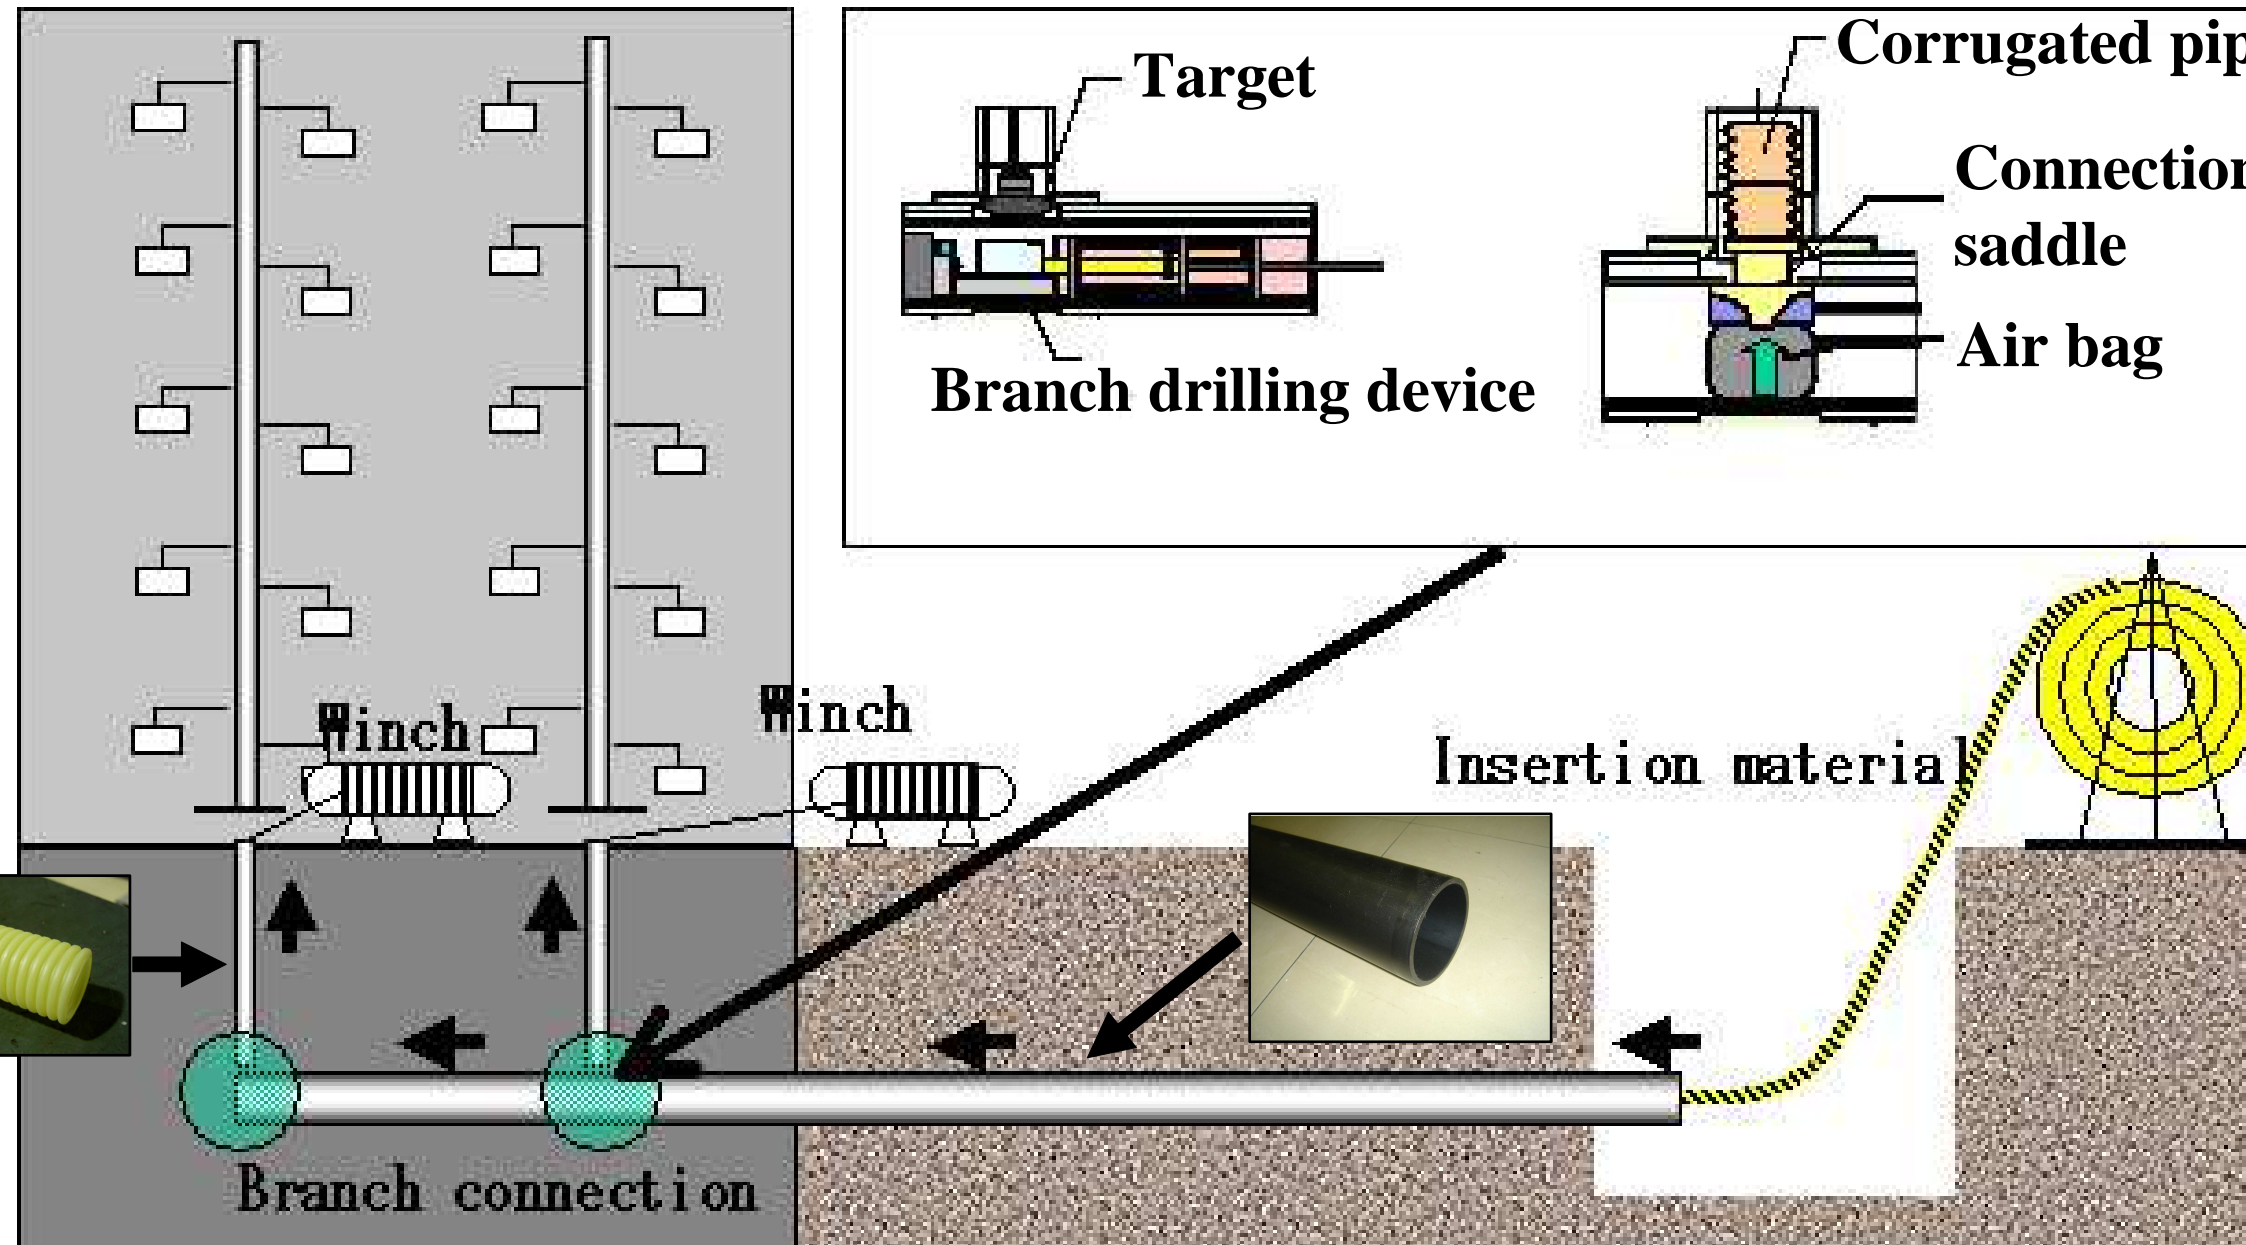 Target
Corrugated pip
Connection
saddle
Air bag
Branch drilling device
Winch
Winch
Insertion material
Branch connection